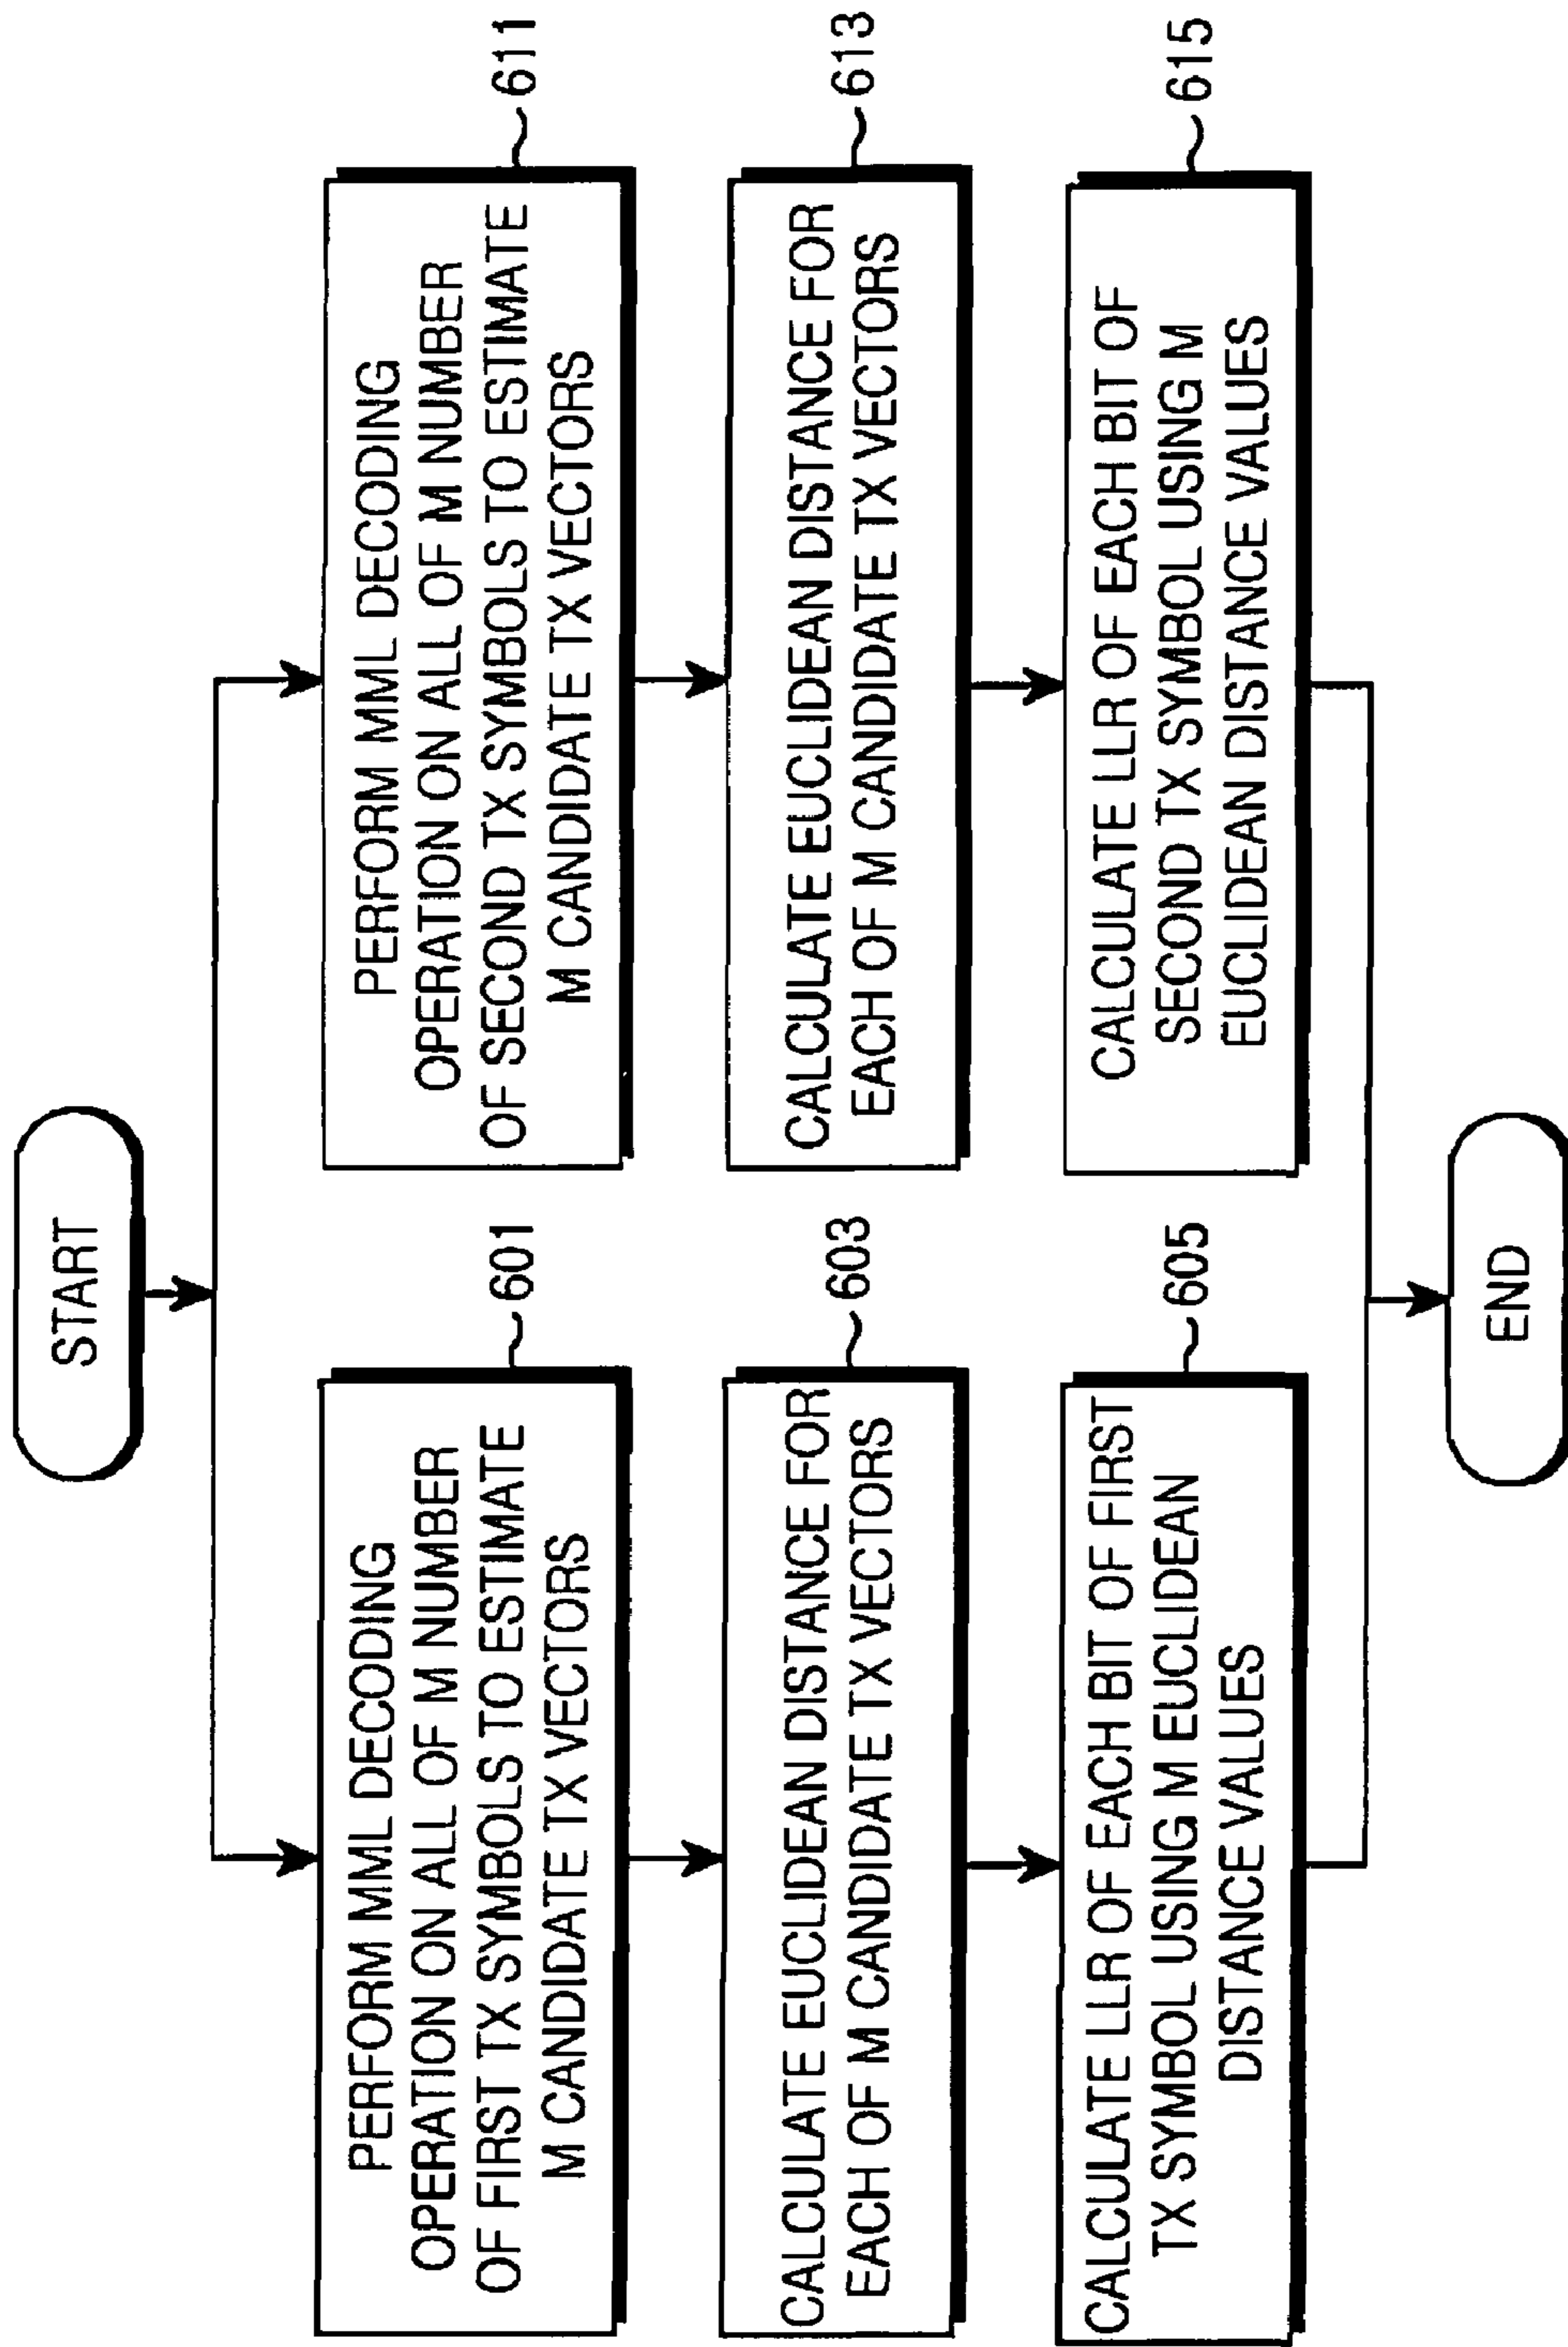 START
PERFORM MML DECODING
OPERATION ON ALL OF M NUMBER
OF FIRST TX SYMBOLS TO ESTIMATE
M CANDIDATE TX VECTORS
601
CALCULATE EUCLIDEAN DISTANCE FOR
EACH OF M CANDIDATE TX VECTORS
603
CALCULATE LLR OF EACH BIT OF FIRST
TX SYMBOL USING M EUCLIDEAN
DISTANCE VALUES
605
PERFORM MML DECODING
OPERATION ON ALL OF M NUMBER
OF SECOND TX SYMBOLS TO ESTIMATE
M CANDIDATE TX VECTORS
611
CALCULATE EUCLIDEAN DISTANCE FOR
EACH OF M CANDIDATE TX VECTORS
613
CALCULATE LLR OF EACH BIT OF
SECOND TX SYMBOL USING M
EUCLIDEAN DISTANCE VALUES
615
END